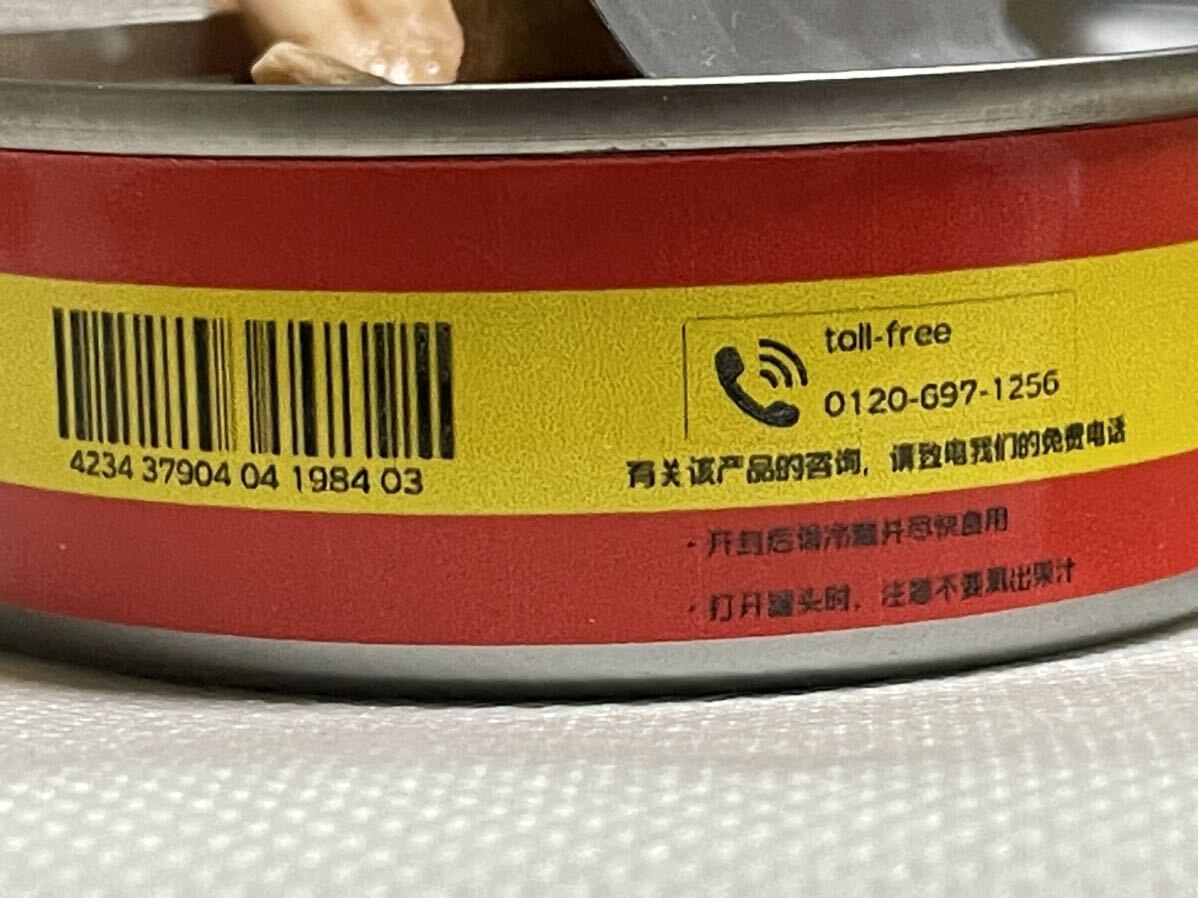 4234 37904 04 1984 03
toll-free
0120-697-1256
有关该产品的咨询，请致电我们的免费电话
· 开封后请冷藏并尽快食用
· 打开罐头时，注意不要溅出果汁